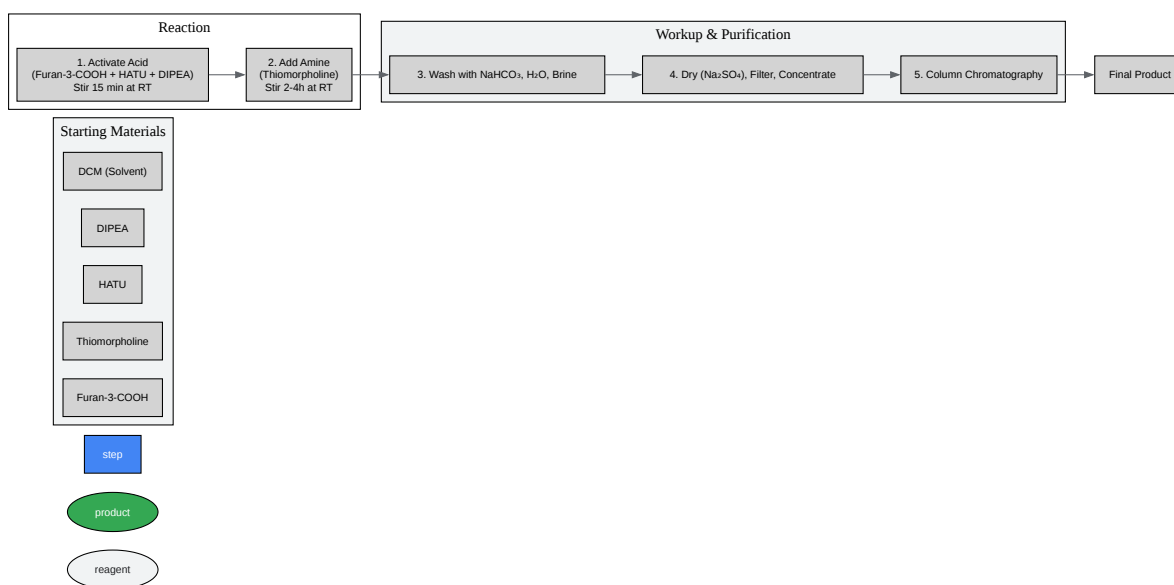 Reaction
1. Activate Acid
(Furan-3-COOH + HATU + DIPEA)
Stir 15 min at RT
2. Add Amine
(Thiomorpholine)
Stir 2-4h at RT
Workup & Purification
3. Wash with NaHCO₃, H₂O, Brine
4. Dry (Na₂SO₄), Filter, Concentrate
5. Column Chromatography
Final Product
Starting Materials
DCM (Solvent)
DIPEA
HATU
Thiomorpholine
Furan-3-COOH
step
product
reagent